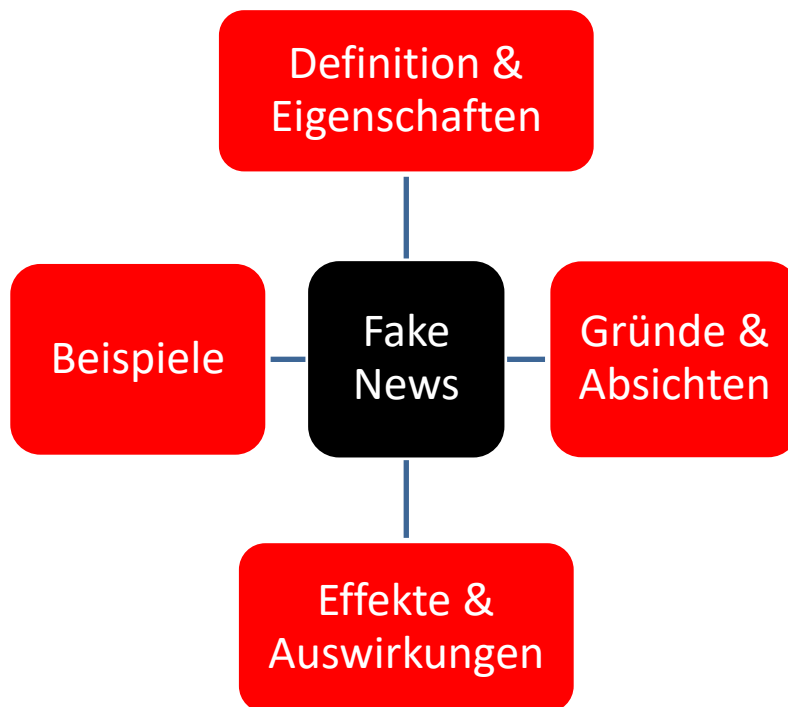 Definition &
Eigenschaften
Beispiele
Fake
News
Gründe &
Absichten
Effekte &
Auswirkungen